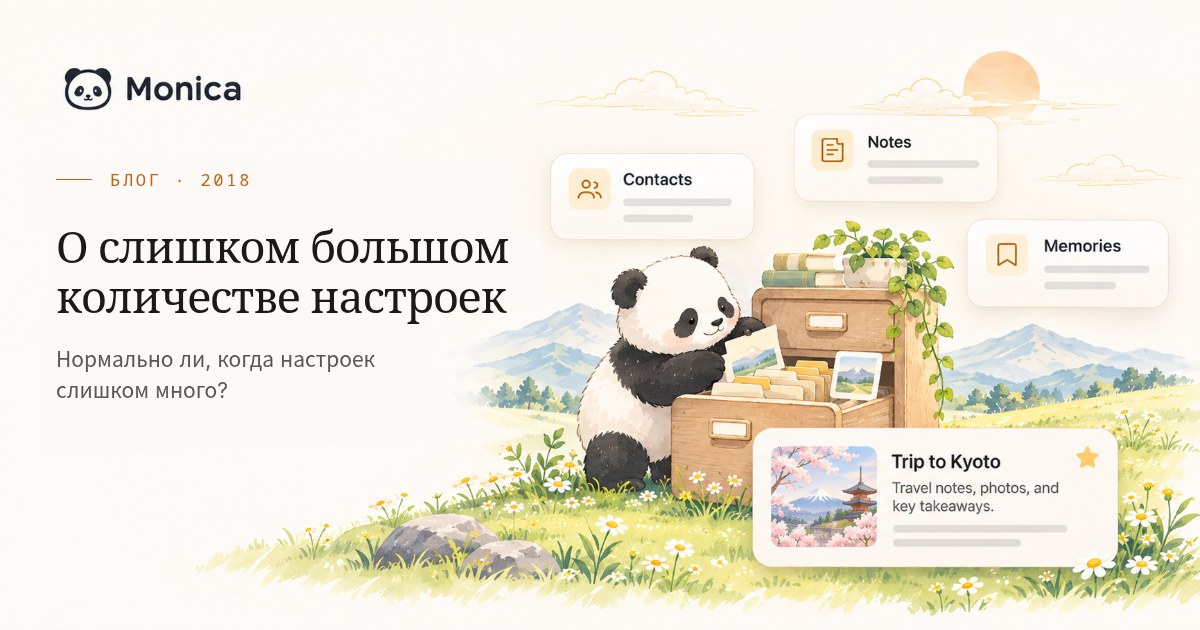 Monica
БЛОГ · 2018
О слишком большом
количестве настроек
Нормально ли, когда настроек
слишком много?
Contacts
Notes
Memories
Trip to Kyoto
Travel notes, photos, and
key takeaways.